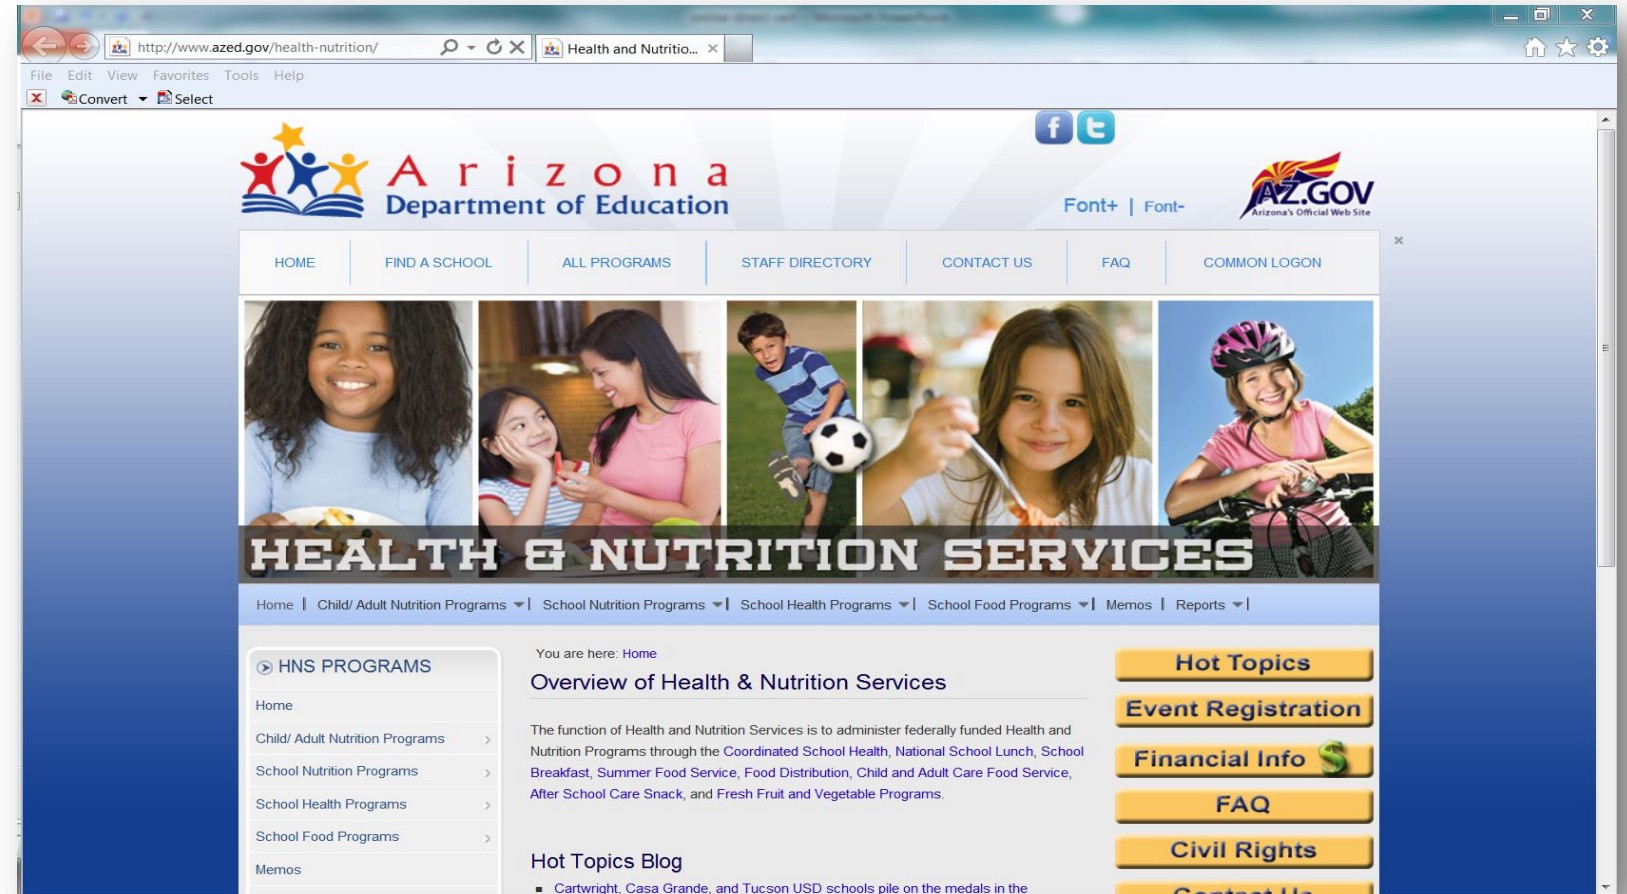 online direct cert - Microsoft PowerPoint
http://www.azed.gov/health-nutrition/
Health and Nutritio...
File Edit View Favorites Tools Help
Convert Select
f t
Arizona
Department of Education
Font+ | Font-
AZ.GOV
Arizona's Official Web Site
HOME FIND A SCHOOL ALL PROGRAMS STAFF DIRECTORY CONTACT US FAQ COMMON LOGON
HEALTH & NUTRITION SERVICES
Home | Child/ Adult Nutrition Programs | School Nutrition Programs | School Health Programs | School Food Programs | Memos | Reports |
HNS PROGRAMS
Home
Child/ Adult Nutrition Programs
School Nutrition Programs
School Health Programs
School Food Programs
Memos
You are here: Home
Overview of Health & Nutrition Services
The function of Health and Nutrition Services is to administer federally funded Health and
Nutrition Programs through the Coordinated School Health, National School Lunch, School
Breakfast, Summer Food Service, Food Distribution, Child and Adult Care Food Service,
After School Care Snack, and Fresh Fruit and Vegetable Programs.
Hot Topics Blog
Cartwright, Casa Grande, and Tucson USD schools pile on the medals in the
Hot Topics
Event Registration
Financial Info $
FAQ
Civil Rights
Contact Us